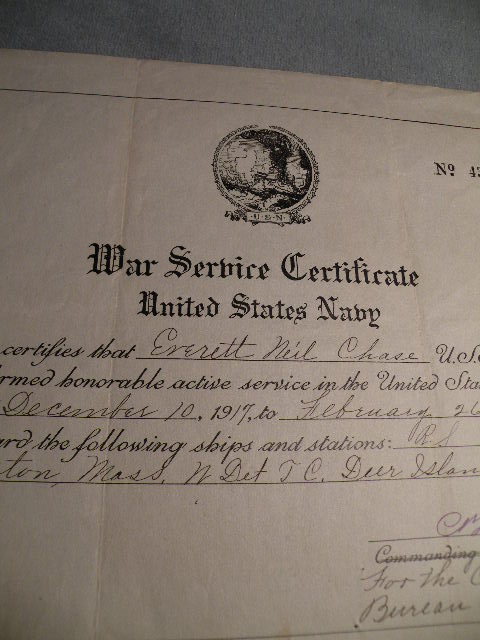 U.S.N.
No 4
War Service Certificate
United States Navy
certifies that Everett Neil Chase U.S.
rmed honorable active service in the United Sta
December 10, 1917, to February 26
ard the following ships and stations: R.S
ton, Mass. N Det T C. Deer Islan
Commanding
For the C
Bureau